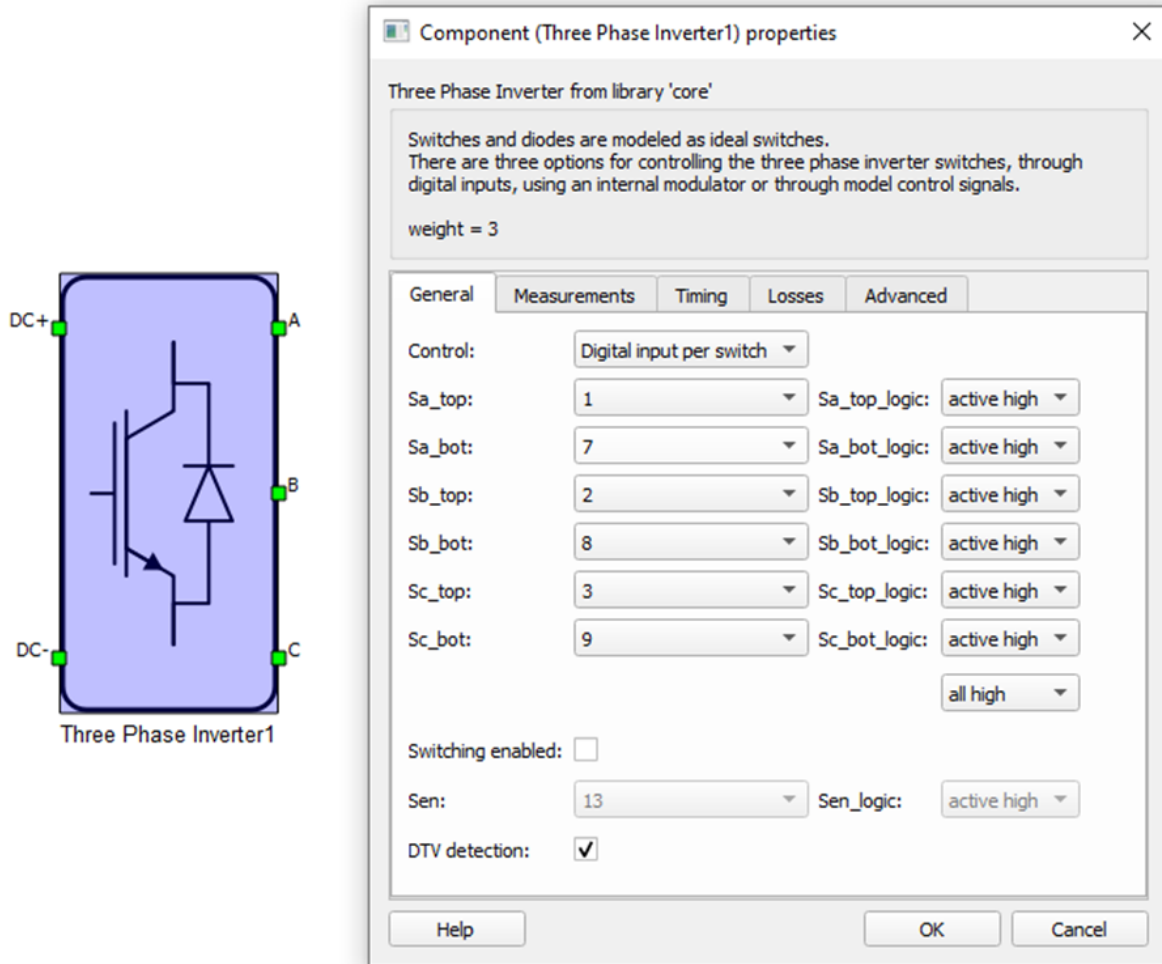 Component (Three Phase Inverter1) properties
Three Phase Inverter from library 'core'
Switches and diodes are modeled as ideal switches.
There are three options for controlling the three phase inverter switches, through
digital inputs, using an internal modulator or through model control signals.
weight = 3
General Measurements Timing Losses Advanced
Control: Digital input per switch
Sa_top: 1 Sa_top_logic: active high
Sa_bot: 7 Sa_bot_logic: active high
Sb_top: 2 Sb_top_logic: active high
Sb_bot: 8 Sb_bot_logic: active high
Sc_top: 3 Sc_top_logic: active high
Sc_bot: 9 Sc_bot_logic: active high
all high
Switching enabled:
Sen: 13 Sen_logic: active high
DTV detection:
Help OK Cancel
DC+ A
B
DC- C
Three Phase Inverter1